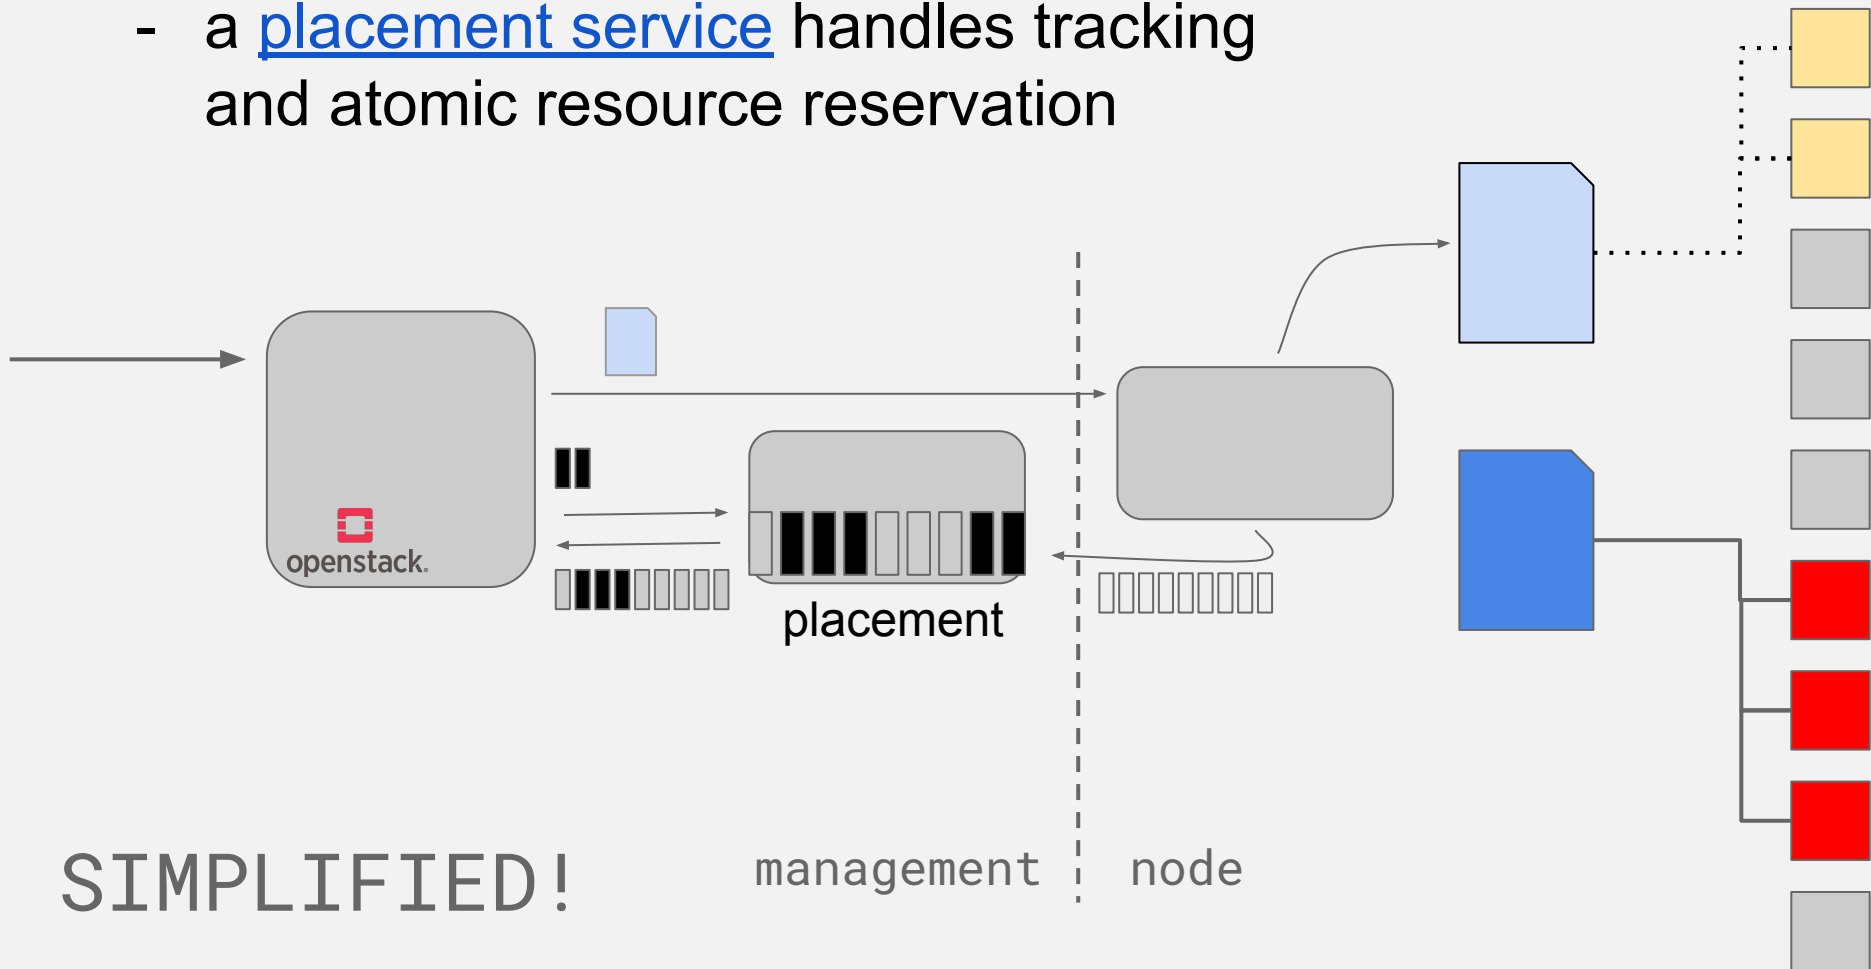 - a placement service handles tracking
and atomic resource reservation
openstack.
placement
SIMPLIFIED!
management
node